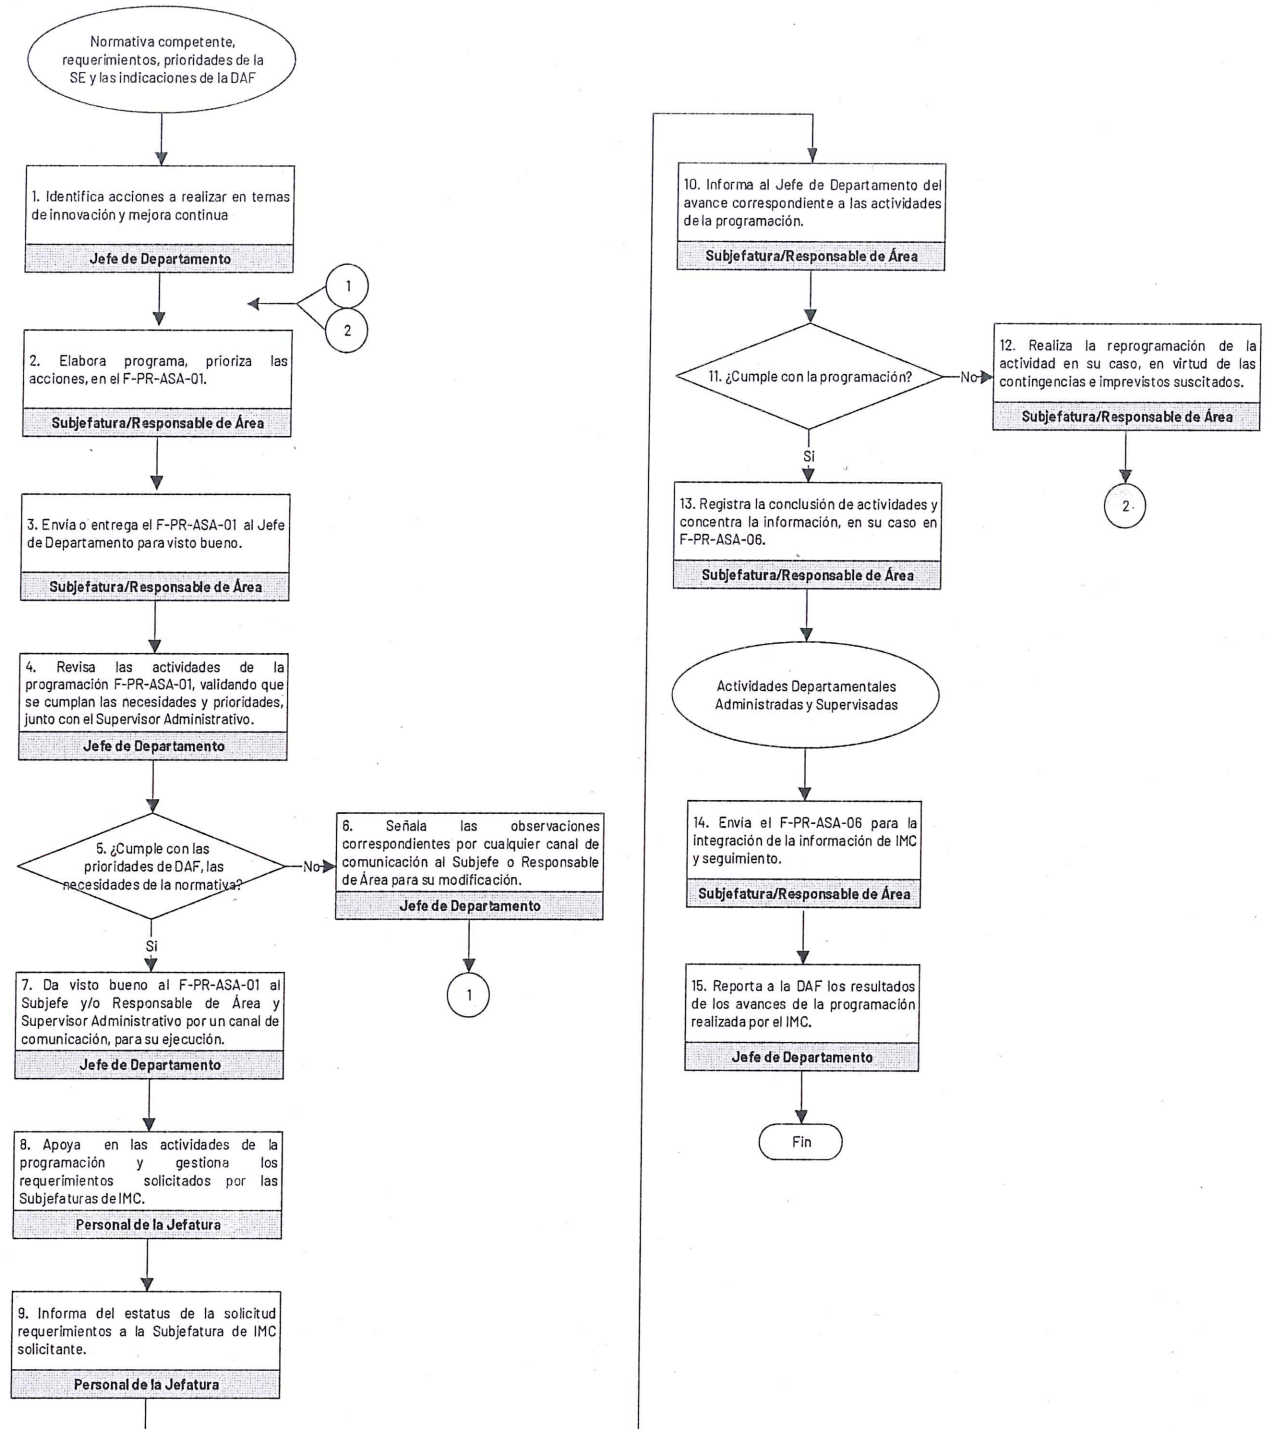 Normativa competente,
requerimientos, prioridades de la
SE y las indicaciones de la DAF
1. Identifica acciones a realizar en temas
de innovación y mejora continua
Jefe de Departamento
1
2
2. Elabora programa, prioriza las
acciones, en el F-PR-ASA-01.
Subjefatura/Responsable de Área
3. Envía o entrega el F-PR-ASA-01 al Jefe
de Departamento para visto bueno.
Subjefatura/Responsable de Área
4. Revisa las actividades de la
programación F-PR-ASA-01, validando que
se cumplan las necesidades y prioridades,
junto con el Supervisor Administrativo.
Jefe de Departamento
5. ¿Cumple con las
prioridades de DAF, las
necesidades de la normativa?
No
6. Señala las observaciones
correspondientes por cualquier canal de
comunicación al Subjefe o Responsable
de Área para su modificación.
Jefe de Departamento
1
Si
7. Da visto bueno al F-PR-ASA-01 al
Subjefe y/o Responsable de Área y
Supervisor Administrativo por un canal de
comunicación, para su ejecución.
Jefe de Departamento
8. Apoya en las actividades de la
programación y gestiona los
requerimientos solicitados por las
Subjefaturas de IMC.
Personal de la Jefatura
9. Informa del estatus de la solicitud
requerimientos a la Subjefatura de IMC
solicitante.
Personal de la Jefatura
10. Informa al Jefe de Departamento del
avance correspondiente a las actividades
de la programación.
Subjefatura/Responsable de Área
11. ¿Cumple con la programación?
No
12. Realiza la reprogramación de la
actividad en su caso, en virtud de las
contingencias e imprevistos suscitados.
Subjefatura/Responsable de Área
2
Si
13. Registra la conclusión de actividades y
concentra la información, en su caso en
F-PR-ASA-06.
Subjefatura/Responsable de Área
Actividades Departamentales
Administradas y Supervisadas
14. Envía el F-PR-ASA-06 para la
integración de la información de IMC
y seguimiento.
Subjefatura/Responsable de Área
15. Reporta a la DAF los resultados
de los avances de la programación
realizada por el IMC.
Jefe de Departamento
Fin